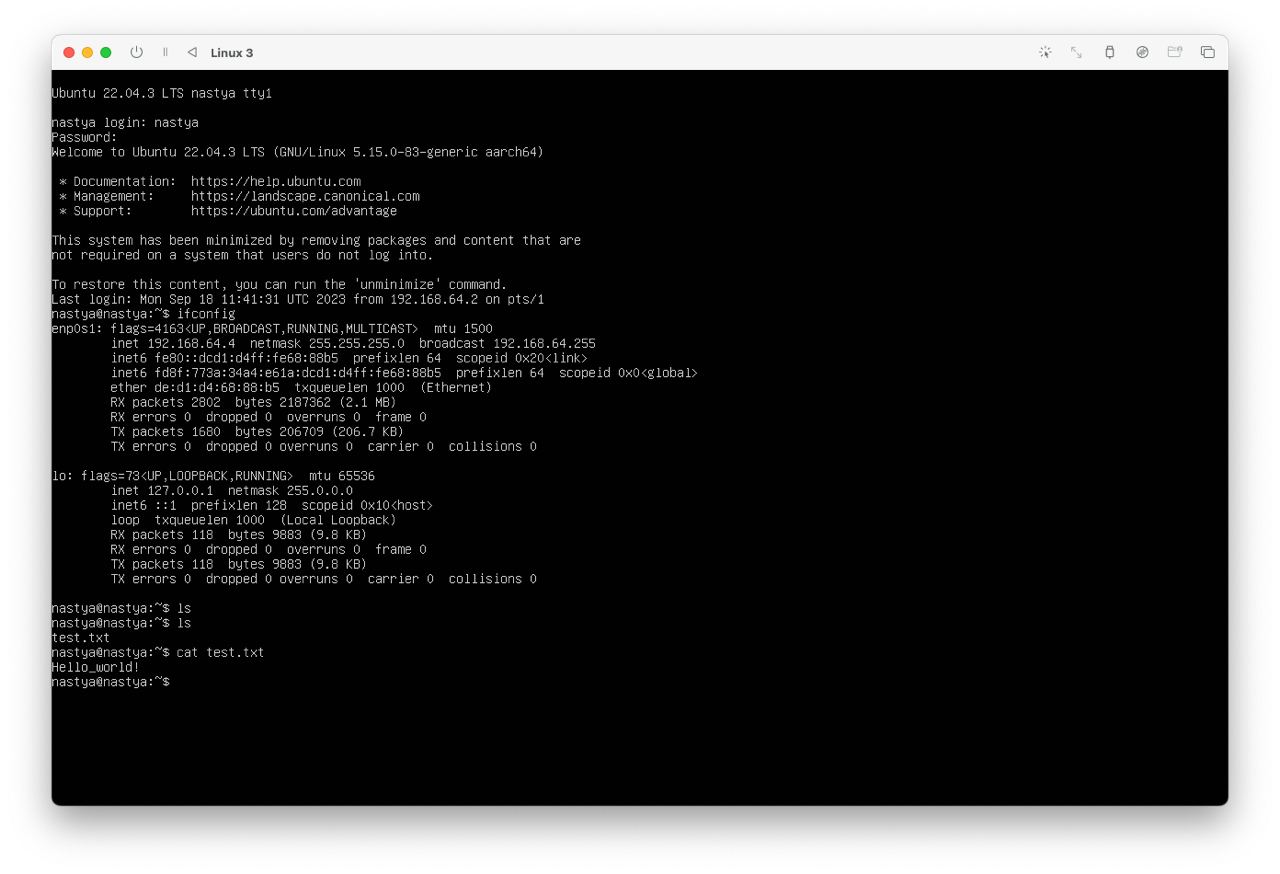 Linux 3
Ubuntu 22.04.3 LTS nastya tty1
nastya login: nastya
Password:
Welcome to Ubuntu 22.04.3 LTS (GNU/Linux 5.15.0-83-generic aarch64)
* Documentation:  https://help.ubuntu.com
* Management:     https://landscape.canonical.com
* Support:        https://ubuntu.com/advantage
This system has been minimized by removing packages and content that are
not required on a system that users do not log into.
To restore this content, you can run the 'unminimize' command.
Last login: Mon Sep 18 11:41:31 UTC 2023 from 192.168.64.2 on pts/1
nastya@nastya:~$ ifconfig
enp0s1: flags=4163<UP,BROADCAST,RUNNING,MULTICAST>  mtu 1500
inet 192.168.64.4  netmask 255.255.255.0  broadcast 192.168.64.255
inet6 fe80::dcd1:d4ff:fe68:88b5  prefixlen 64  scopeid 0x20<link>
inet6 fd8f:773a:34a4:e61a:dcd1:d4ff:fe68:88b5  prefixlen 64  scopeid 0x0<global>
ether de:d1:d4:68:88:b5  txqueuelen 1000  (Ethernet)
RX packets 2802  bytes 2187362 (2.1 MB)
RX errors 0  dropped 0  overruns 0  frame 0
TX packets 1680  bytes 206709 (206.7 KB)
TX errors 0  dropped 0 overruns 0  carrier 0  collisions 0
lo: flags=73<UP,LOOPBACK,RUNNING>  mtu 65536
inet 127.0.0.1  netmask 255.0.0.0
inet6 ::1  prefixlen 128  scopeid 0x10<host>
loop  txqueuelen 1000  (Local Loopback)
RX packets 118  bytes 9883 (9.8 KB)
RX errors 0  dropped 0  overruns 0  frame 0
TX packets 118  bytes 9883 (9.8 KB)
TX errors 0  dropped 0 overruns 0  carrier 0  collisions 0
nastya@nastya:~$ ls
nastya@nastya:~$ ls
test.txt
nastya@nastya:~$ cat test.txt
Hello_world!
nastya@nastya:~$